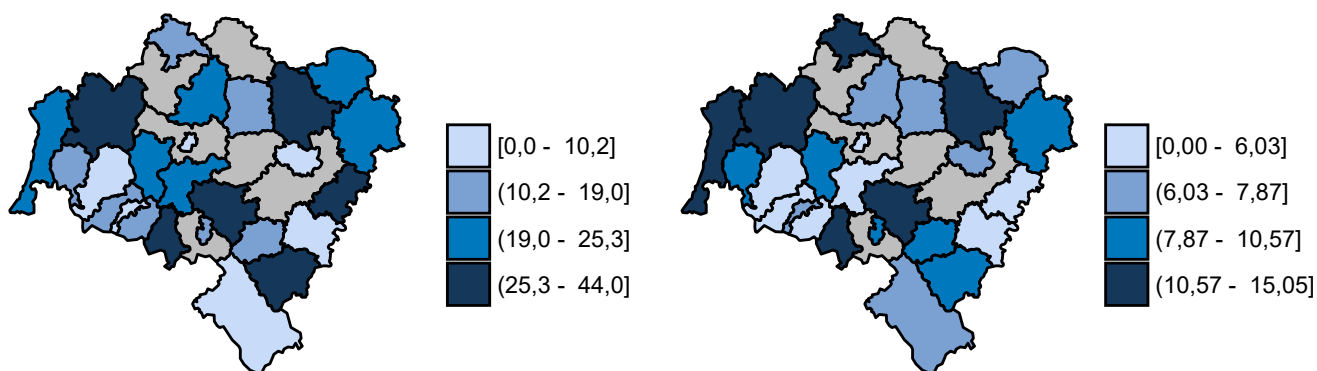 [0,0 - 10,2]
(10,2 - 19,0]
(19,0 - 25,3]
(25,3 - 44,0]
[0,00 - 6,03]
(6,03 - 7,87]
(7,87 - 10,57]
(10,57 - 15,05]